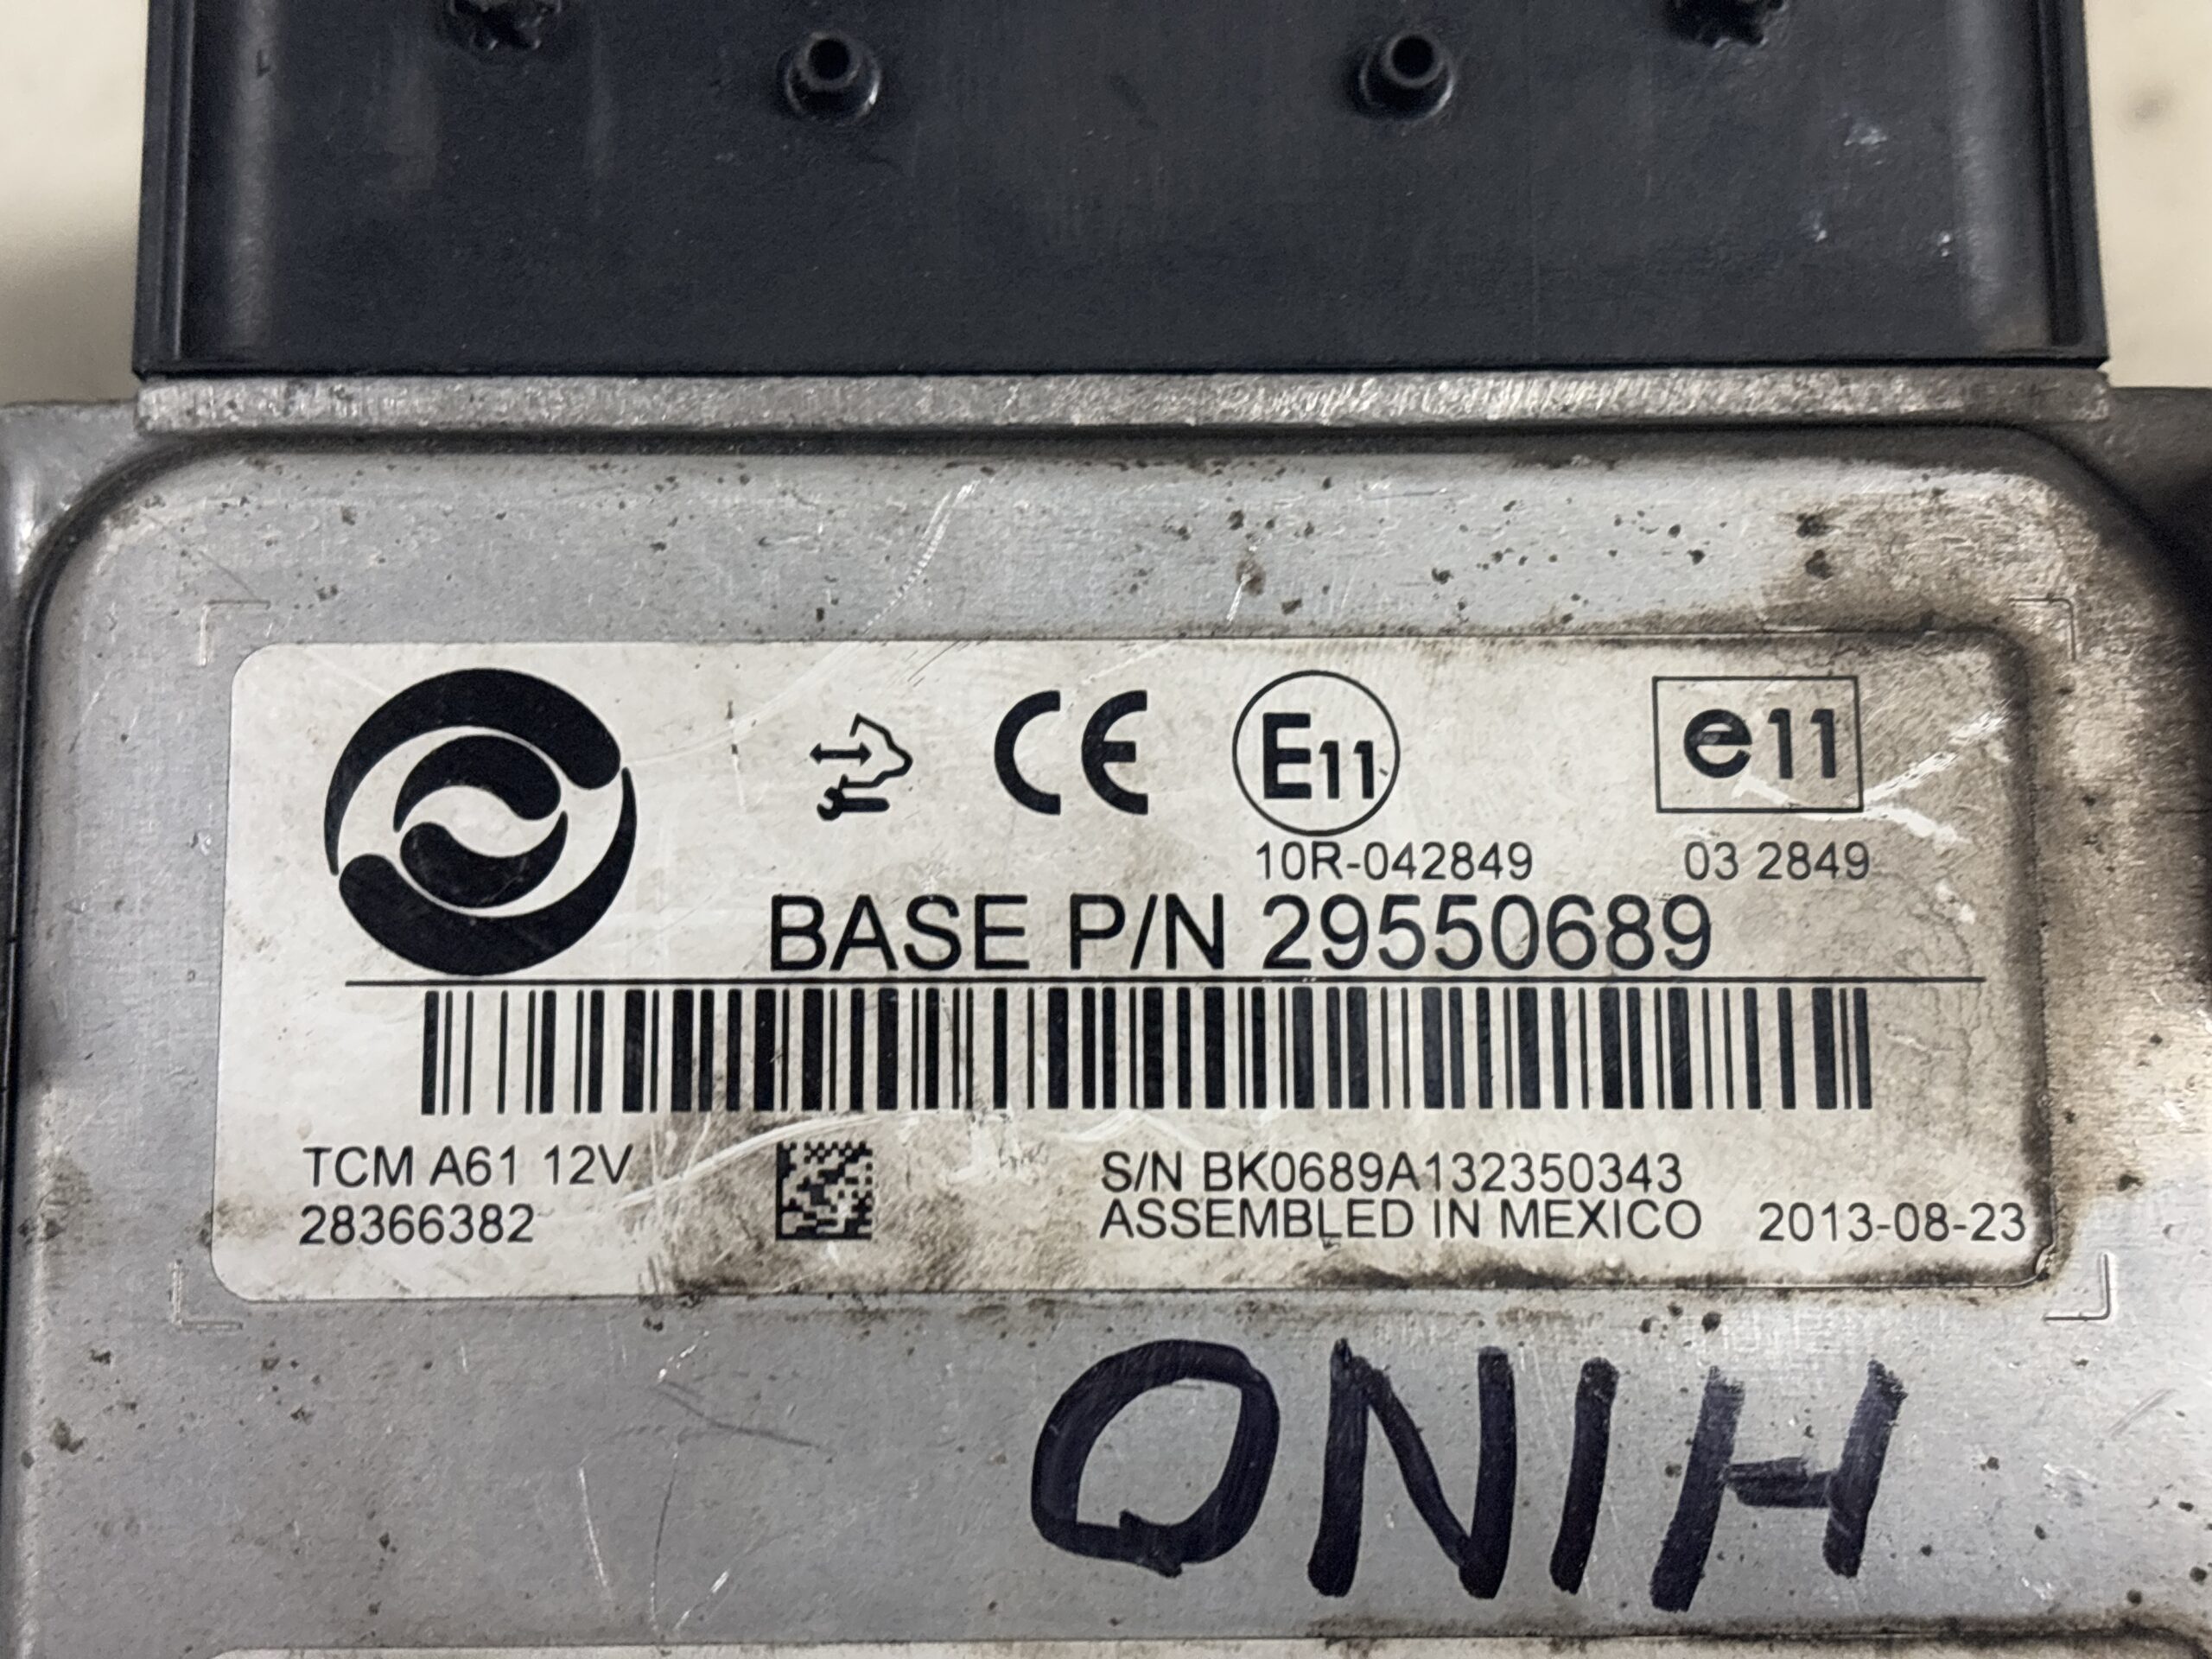 CE E11 e11
10R-042849 03 2849
BASE P/N 29550689
TCM A61 12V
28366382
S/N BK0689A132350343
ASSEMBLED IN MEXICO 2013-08-23
HINO